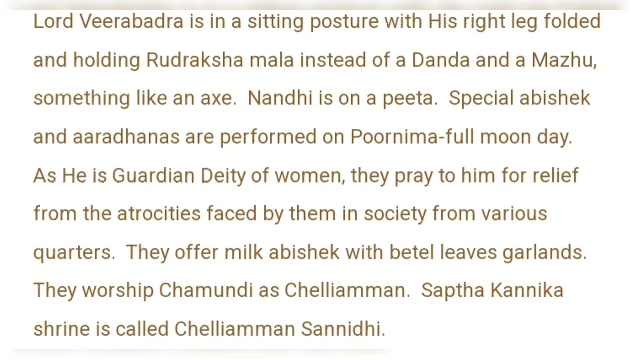 Lord Veerabadra is in a sitting posture with His right leg folded
and holding Rudraksha mala instead of a Danda and a Mazhu,
something like an axe.  Nandhi is on a peeta.  Special abishek
and aaradhanas are performed on Poornima-full moon day.
As He is Guardian Deity of women, they pray to him for relief
from the atrocities faced by them in society from various
quarters.  They offer milk abishek with betel leaves garlands.
They worship Chamundi as Chelliamman.  Saptha Kannika
shrine is called Chelliamman Sannidhi.